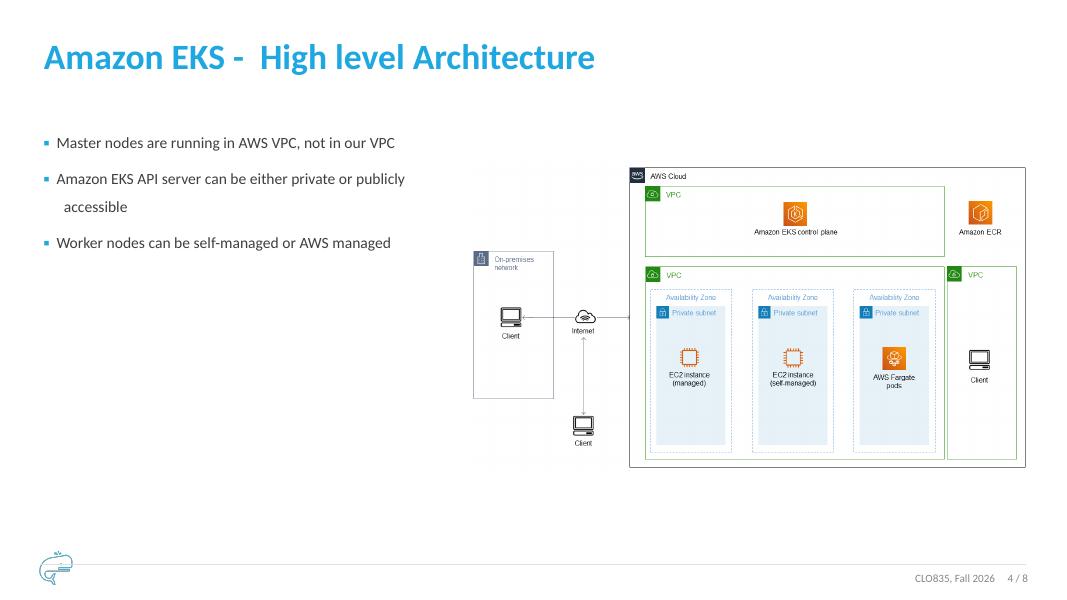 Amazon EKS -  High level Architecture
▪ Master nodes are running in AWS VPC, not in our VPC
▪ Amazon EKS API server can be either private or publicly
accessible
▪ Worker nodes can be self-managed or AWS managed
aws
AWS Cloud
VPC
Amazon EKS control plane
Amazon ECR
On-premises
network
Client
Internet
Client
VPC
Availability Zone
Private subnet
EC2 instance
(managed)
Availability Zone
Private subnet
EC2 instance
(self-managed)
Availability Zone
Private subnet
AWS Fargate
pods
VPC
Client
CLO835, Fall 2026 4 / 8